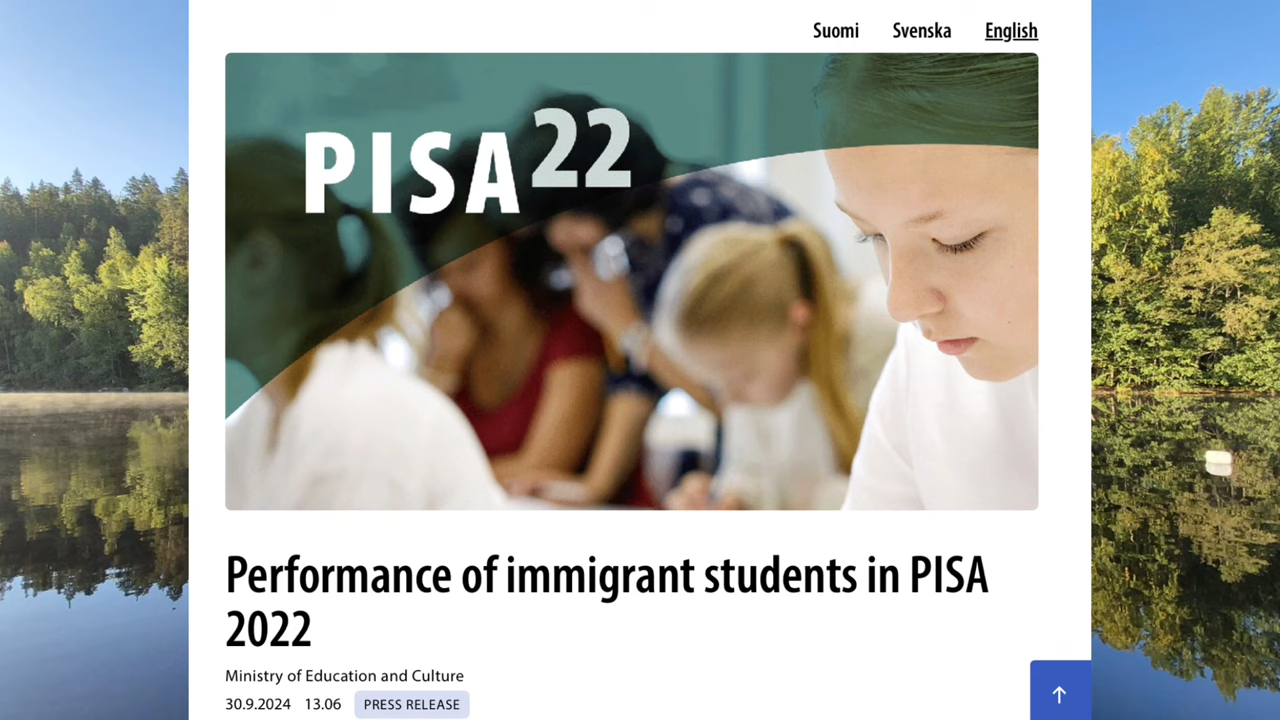 Suomi Svenska English
PISA22
Performance of immigrant students in PISA
2022
Ministry of Education and Culture
30.9.2024 13.06 PRESS RELEASE